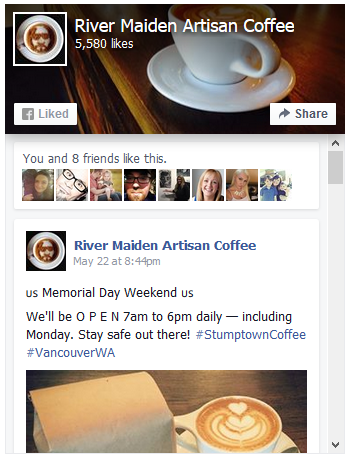 River Maiden Artisan Coffee
5,580 likes
Liked
Share
You and 8 friends like this.
River Maiden Artisan Coffee
May 22 at 8:44pm
us Memorial Day Weekend us
We'll be O P E N 7am to 6pm daily — including
Monday. Stay safe out there! #StumptownCoffee
#VancouverWA